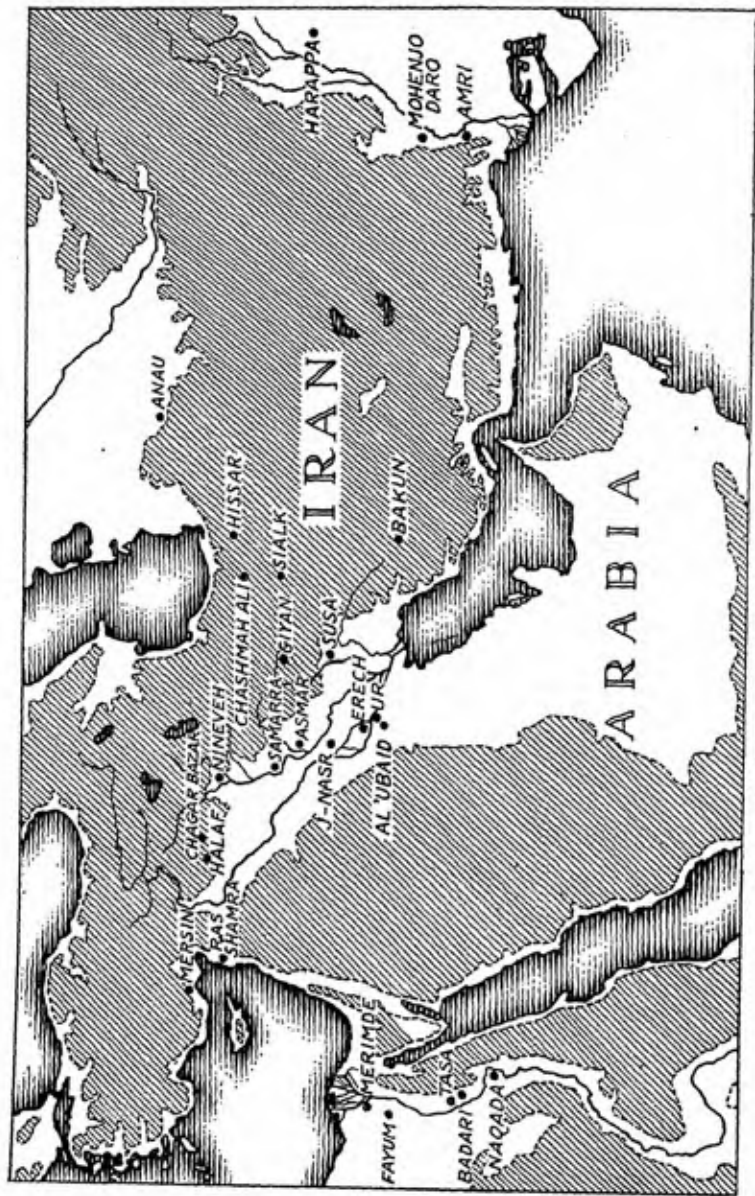 MERSIN
RAS
SHAMRA
CHAGAR BAZAR
HALAF
NINEVEH
CHASHMAH ALI
HISSAR
ANAU
SAMARRA
ASMAR
GIYAN
SIALK
IRAN
J-NASR
ERECH
UR
AL 'UBAID
SUSA
BAKUN
HARAPPA
MOHENJO
DARO
AMRI
ARABIA
MERIMDE
FAYUM
TASA
BADARI
NAQADA